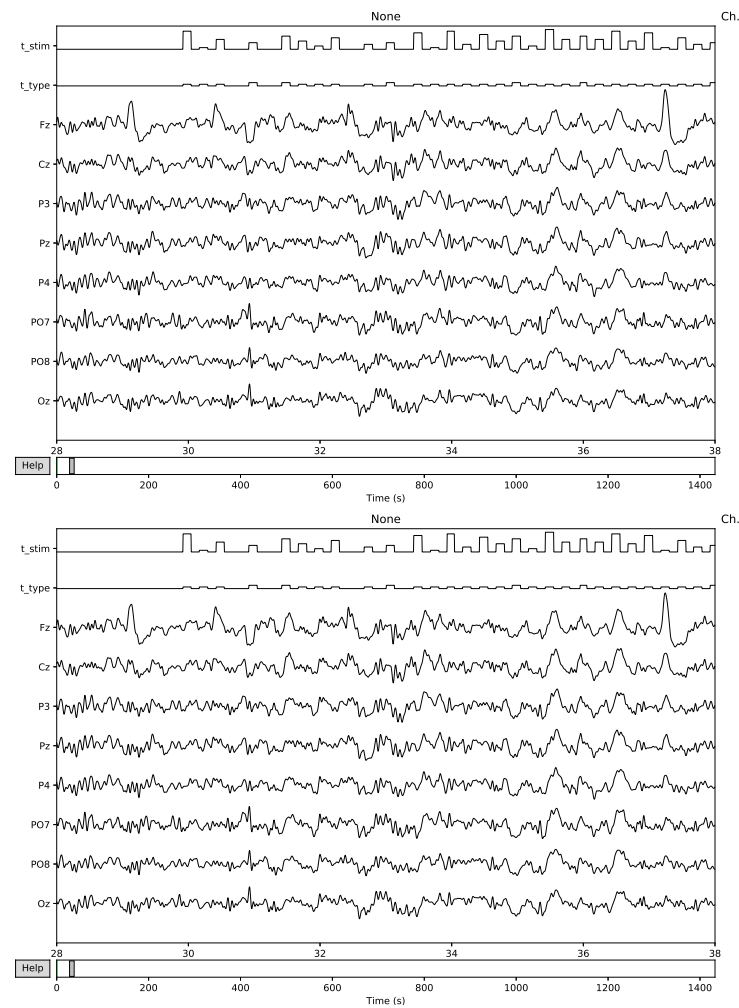 None
Ch.
t_stim
t_type
Fz
Cz
P3
Pz
P4
PO7
PO8
Oz
28 30 32 34 36 38
Help
0 200 400 600 800 1000 1200 1400
Time (s)
None
Ch.
t_stim
t_type
Fz
Cz
P3
Pz
P4
PO7
PO8
Oz
28 30 32 34 36 38
Help
0 200 400 600 800 1000 1200 1400
Time (s)